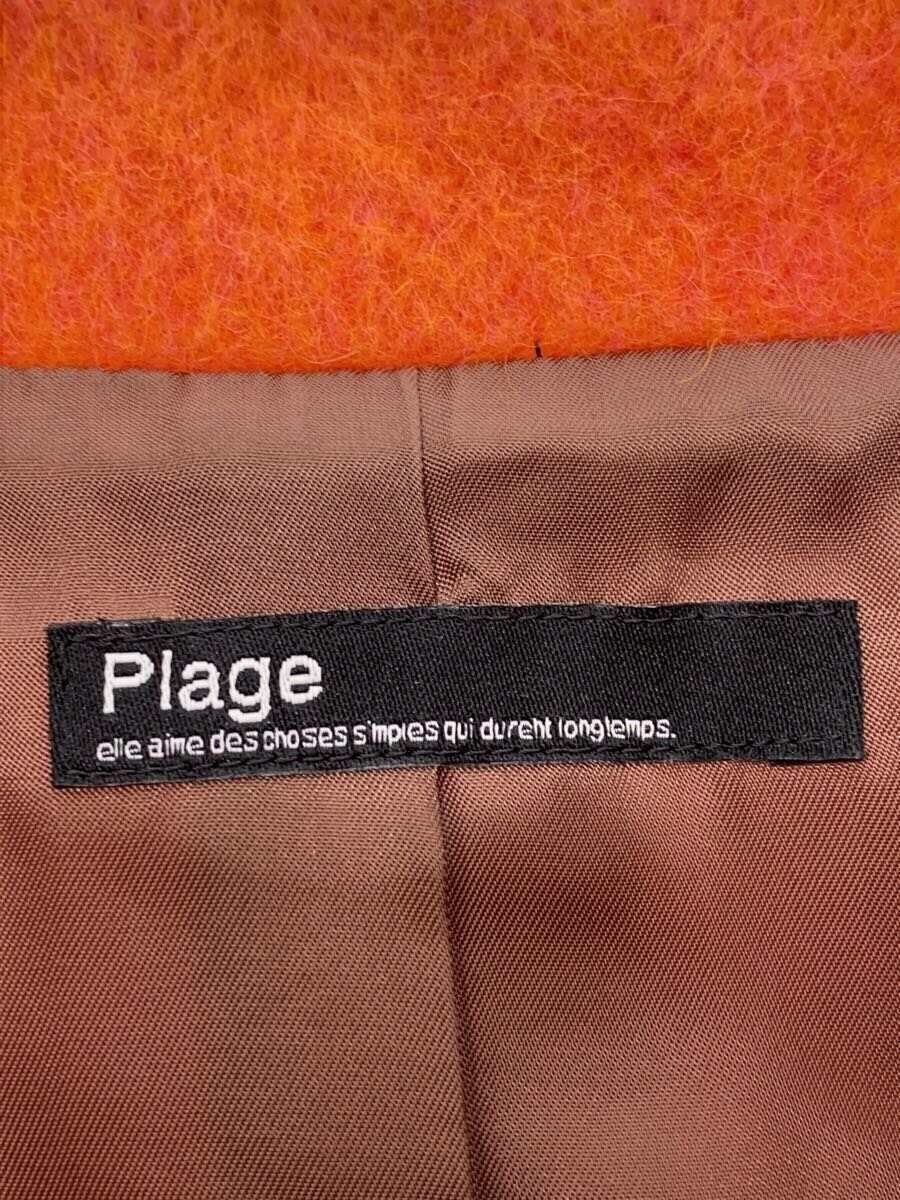 Plage
elle aime des choses simples qui durent longtemps.